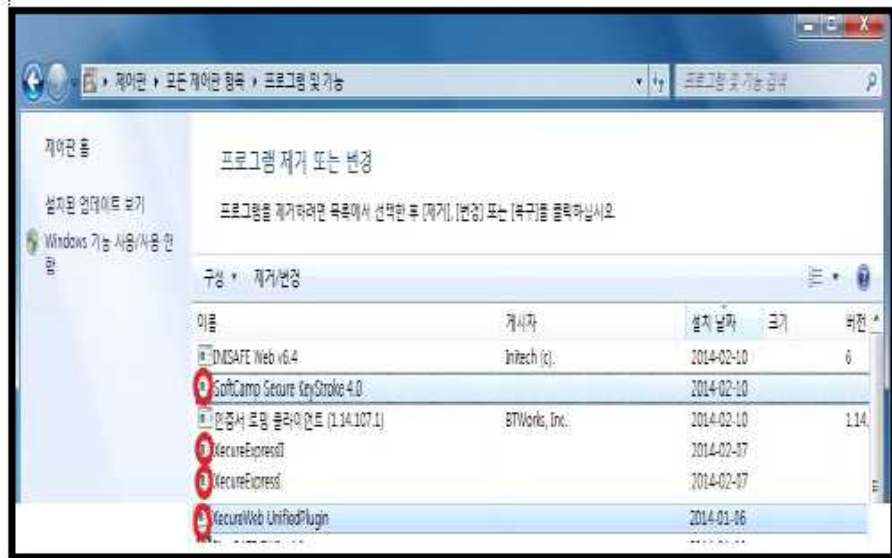 제어판 ▸ 모든 제어판 항목 ▸ 프로그램 및 기능
프로그램 및 기능 검색
제어판 홈
설치된 업데이트 보기
Windows 기능 사용/사용 안
함
프로그램 제거 또는 변경
프로그램을 제거하려면 목록에서 선택한 후 [제거], [변경] 또는 [복구]를 클릭하십시오.
구성 제거/변경
이름 게시자 설치 날짜 크기 버전
INISAFE Web v6.4 Initech (c). 2014-02-10 6.
SoftCamp Secure KeyStroke 4.0 2014-02-10
인증서 로밍 클라이언트 (1.14.107.1) BTWorks, Inc. 2014-02-10 1.14.
XecureExpressII 2014-02-07
XecureExpress 2014-02-07
XecureWeb UnifiedPlugin 2014-01-06